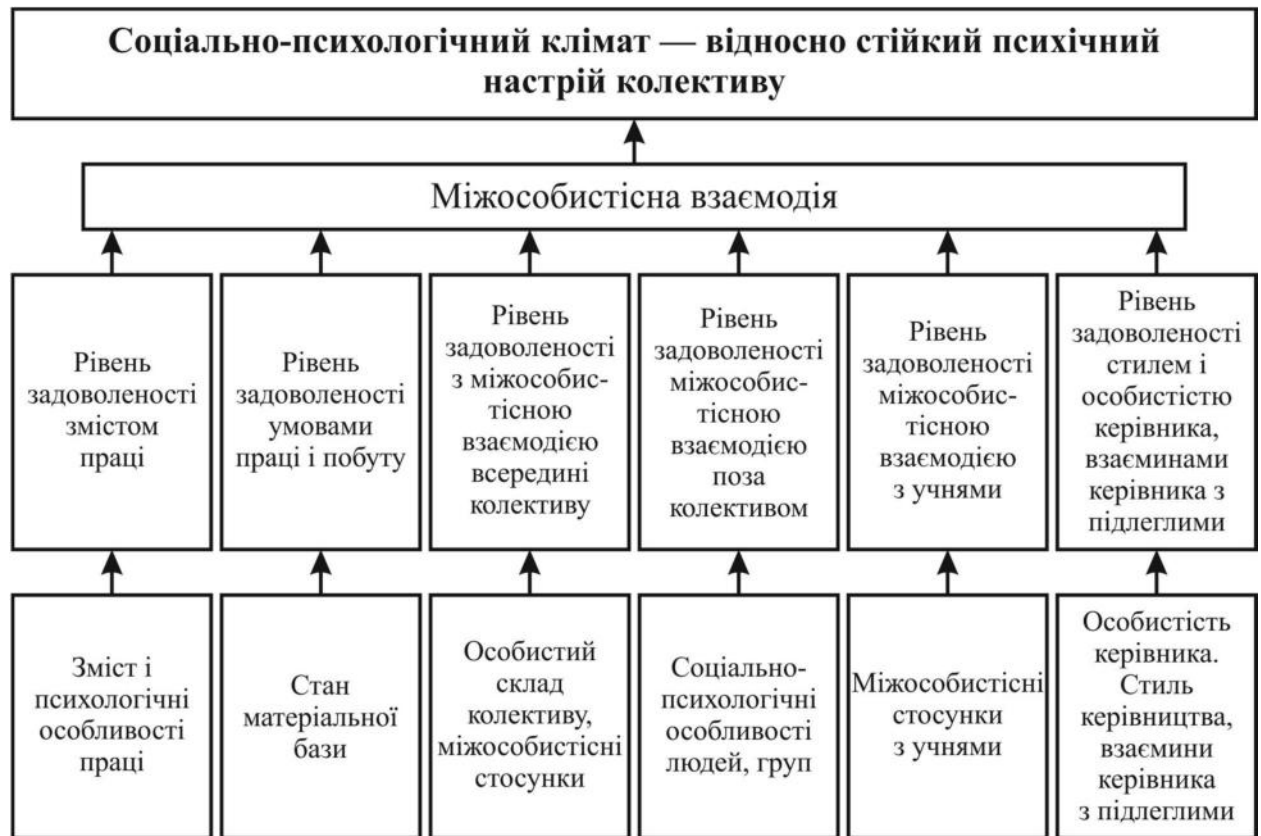 Соціально-психологічний клімат — відносно стійкий психічний
настрій колективу
Міжособистісна взаємодія
Рівень
задоволеності
змістом
праці
Рівень
задоволеності
умовами
праці і побуту
Рівень
задоволеності
з міжособис-
тісною
взаємодією
всередині
колективу
Рівень
задоволеності
міжособис-
тісною
взаємодією
поза
колективом
Рівень
задоволеності
міжособис-
тісною
взаємодією
з учнями
Рівень
задоволеності
стилем і
особистістю
керівника,
взаєминами
керівника з
підлеглими
Зміст і
психологічні
особливості
праці
Стан
матеріальної
бази
Особистий
склад
колективу,
міжособистісні
стосунки
Соціально-
психологічні
особливості
людей, груп
Міжособистісні
стосунки
з учнями
Особистість
керівника.
Стиль
керівництва,
взаємини
керівника
з підлеглими